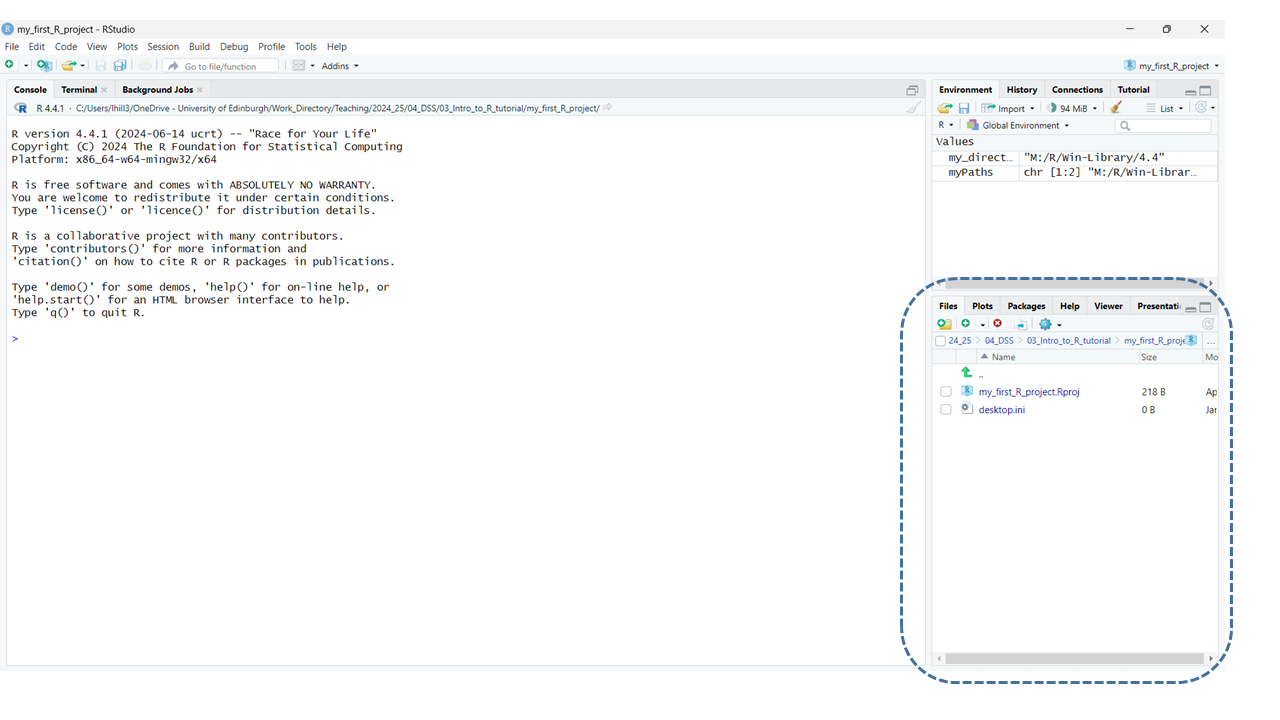 my_first_R_project - RStudio
File Edit Code View Plots Session Build Debug Profile Tools Help
Go to file/function Addins my_first_R_project
Console Terminal Background Jobs
R 4.4.1 · C:/Users/lhill3/OneDrive - University of Edinburgh/Work_Directory/Teaching/2024_25/04_DSS/03_Intro_to_R_tutorial/my_first_R_project/
R version 4.4.1 (2024-06-14 ucrt) -- "Race for Your Life"
Copyright (C) 2024 The R Foundation for Statistical Computing
Platform: x86_64-w64-mingw32/x64
R is free software and comes with ABSOLUTELY NO WARRANTY.
You are welcome to redistribute it under certain conditions.
Type 'license()' or 'licence()' for distribution details.
R is a collaborative project with many contributors.
Type 'contributors()' for more information and
'citation()' on how to cite R or R packages in publications.
Type 'demo()' for some demos, 'help()' for on-line help, or
'help.start()' for an HTML browser interface to help.
Type 'q()' to quit R.
>
Environment History Connections Tutorial
Import 94 MiB List
R Global Environment
Values
my_direct… "M:/R/Win-Library/4.4"
myPaths chr [1:2] "M:/R/Win-Librar…
Files Plots Packages Help Viewer Presentati
24_25 > 04_DSS > 03_Intro_to_R_tutorial > my_first_R_proje ...
Name Size Mo
..
my_first_R_project.Rproj 218 B Ap
desktop.ini 0 B Jar